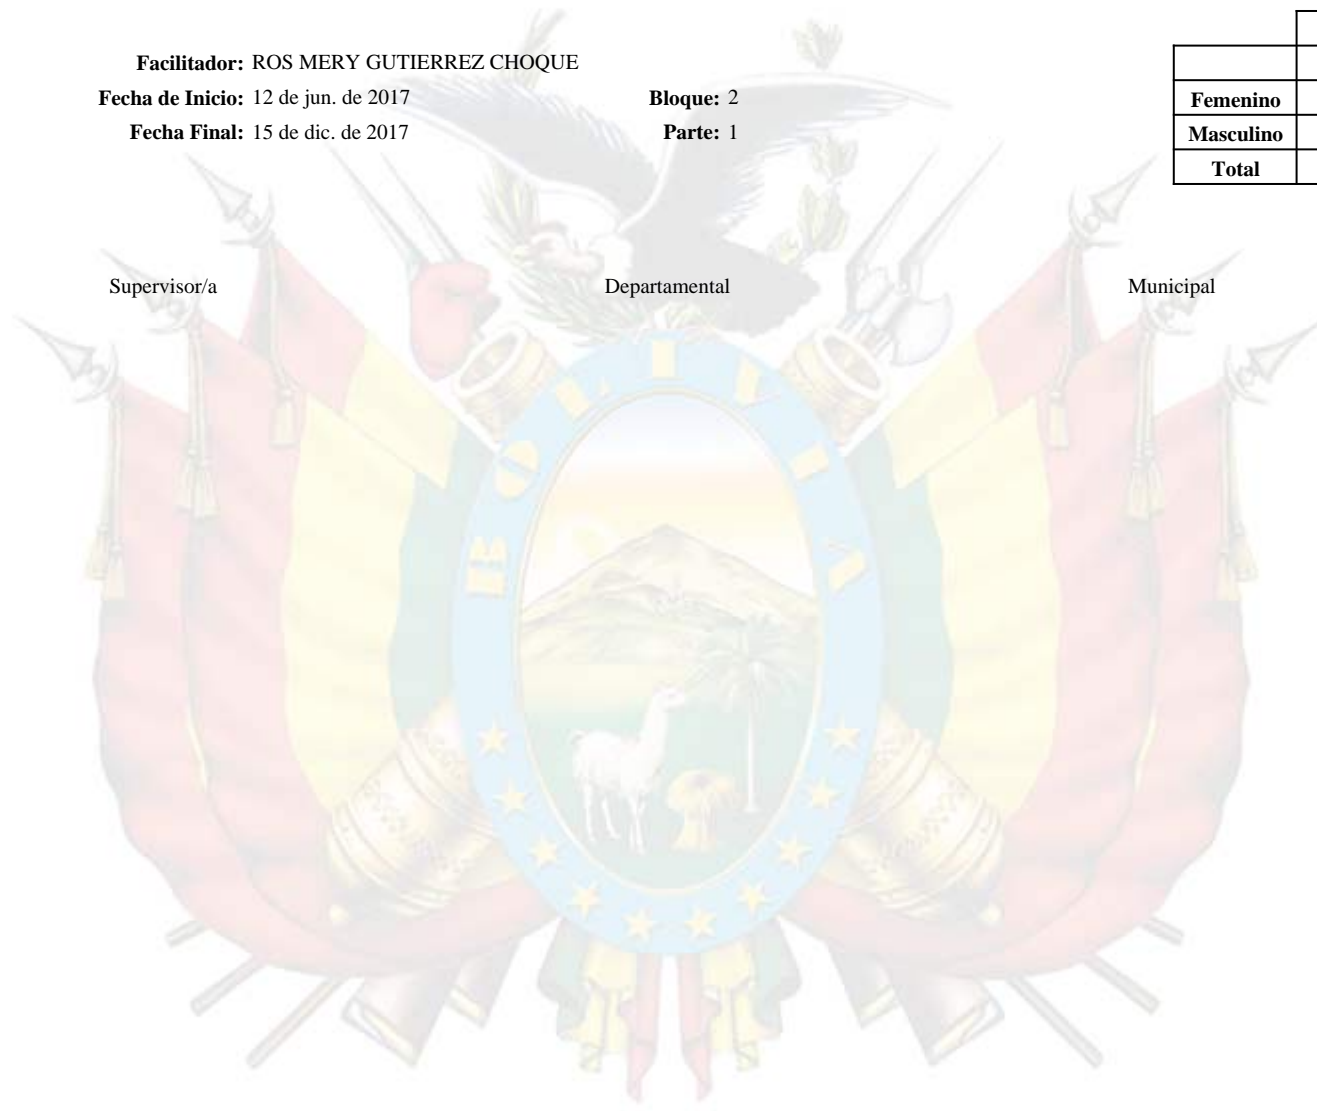 Facilitador: ROS MERY GUTIERREZ CHOQUE
Fecha de Inicio: 12 de jun. de 2017 Bloque: 2
Fecha Final: 15 de dic. de 2017 Parte: 1
Femenino
Masculino
Total
Supervisor/a Departamental Municipal
BOLIVIA